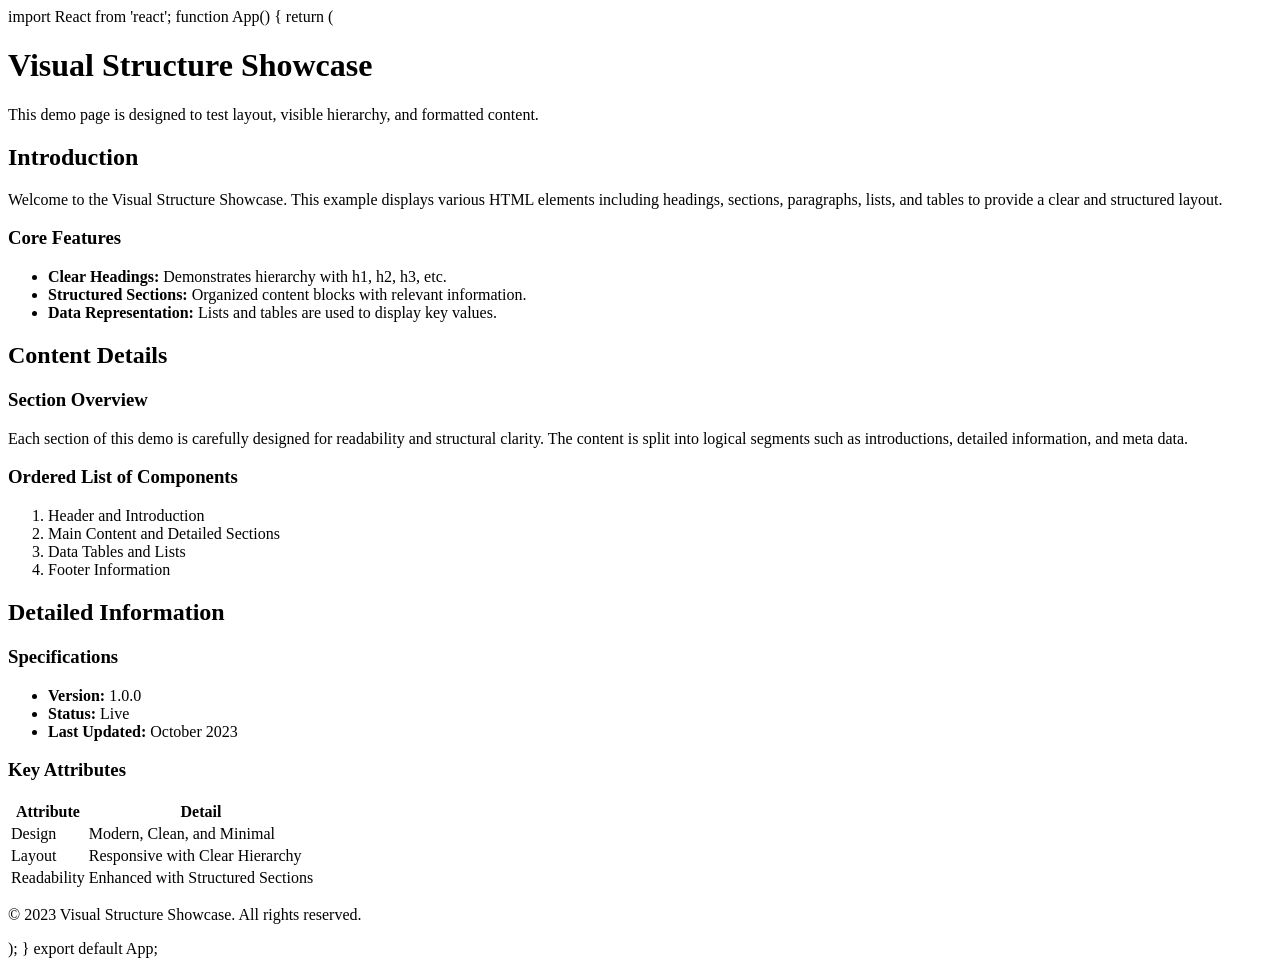 import React from 'react'; function App() { return (
Visual Structure Showcase
This demo page is designed to test layout, visible hierarchy, and formatted content.
Introduction
Welcome to the Visual Structure Showcase. This example displays various HTML elements including headings, sections, paragraphs, lists, and tables to provide a clear and structured layout.
Core Features
• Clear Headings: Demonstrates hierarchy with h1, h2, h3, etc.
• Structured Sections: Organized content blocks with relevant information.
• Data Representation: Lists and tables are used to display key values.
Content Details
Section Overview
Each section of this demo is carefully designed for readability and structural clarity. The content is split into logical segments such as introductions, detailed information, and meta data.
Ordered List of Components
1. Header and Introduction
2. Main Content and Detailed Sections
3. Data Tables and Lists
4. Footer Information
Detailed Information
Specifications
• Version: 1.0.0
• Status: Live
• Last Updated: October 2023
Key Attributes
Attribute Detail
Design Modern, Clean, and Minimal
Layout Responsive with Clear Hierarchy
Readability Enhanced with Structured Sections
© 2023 Visual Structure Showcase. All rights reserved.
); } export default App;